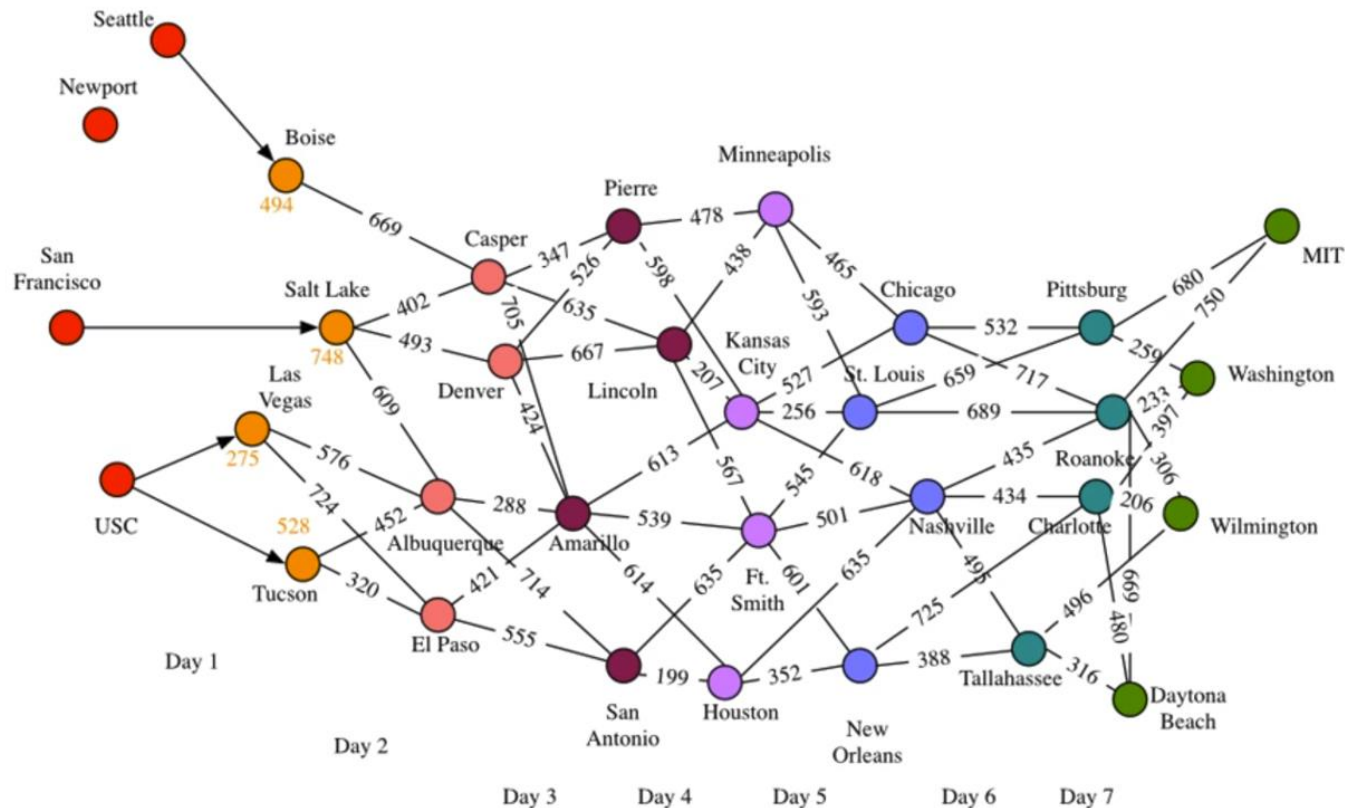 Seattle
Newport
Boise
494
669
Minneapolis
Pierre
478
Casper
347
526
598
438
465
San
Francisco
Salt Lake
748
402
705
635
593
Chicago
Pittsburg
MIT
532
680
750
493
Denver
667
Lincoln
207
Kansas
City
527
256
St. Louis
659
717
259
Washington
689
233
397
Las
Vegas
275
609
576
724
424
613
567
545
618
435
Roanoke
306
USC
528
Tucson
452
Albuquerque
288
Amarillo
539
501
Nashville
434
Charlotte
206
Wilmington
320
421
714
614
635
Ft.
Smith
601
635
495
725
496
669
480
El Paso
555
Day 1
199
352
388
Tallahassee
316
Daytona
Beach
San
Antonio
Houston
New
Orleans
Day 2
Day 3
Day 4
Day 5
Day 6
Day 7